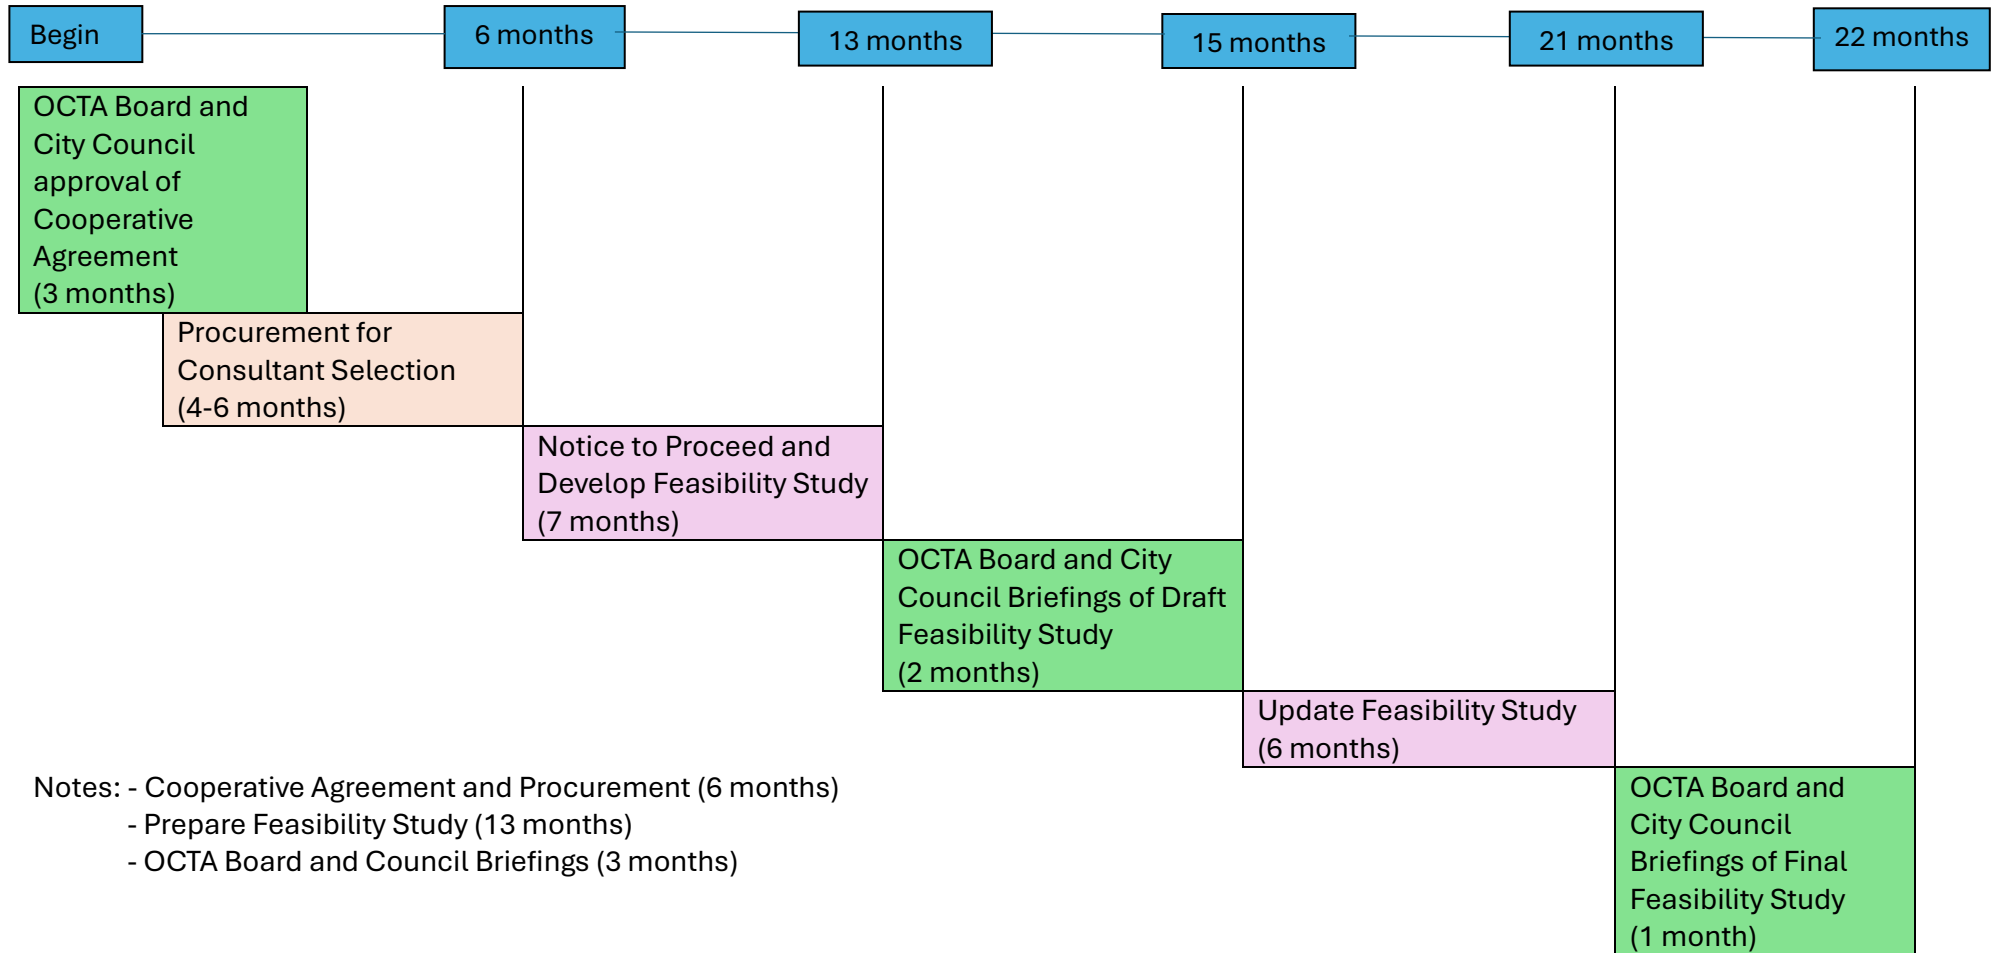 Begin
6 months
13 months
15 months
21 months
22 months
OCTA Board and
City Council
approval of
Cooperative
Agreement
(3 months)
Procurement for
Consultant Selection
(4-6 months)
Notice to Proceed and
Develop Feasibility Study
(7 months)
OCTA Board and City
Council Briefings of Draft
Feasibility Study
(2 months)
Update Feasibility Study
(6 months)
OCTA Board and
City Council
Briefings of Final
Feasibility Study
(1 month)
Notes: - Cooperative Agreement and Procurement (6 months)
- Prepare Feasibility Study (13 months)
- OCTA Board and Council Briefings (3 months)